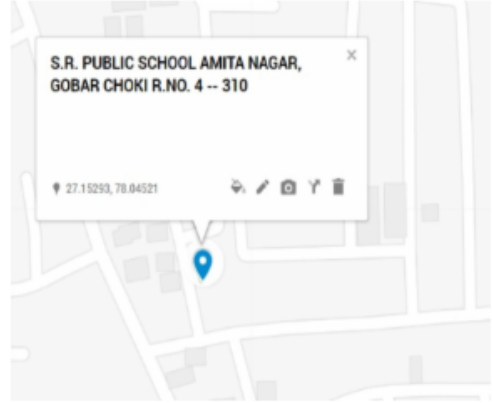 S.R. PUBLIC SCHOOL AMITA NAGAR,
GOBAR CHOKI R.NO. 4 -- 310
27.15293, 78.04521